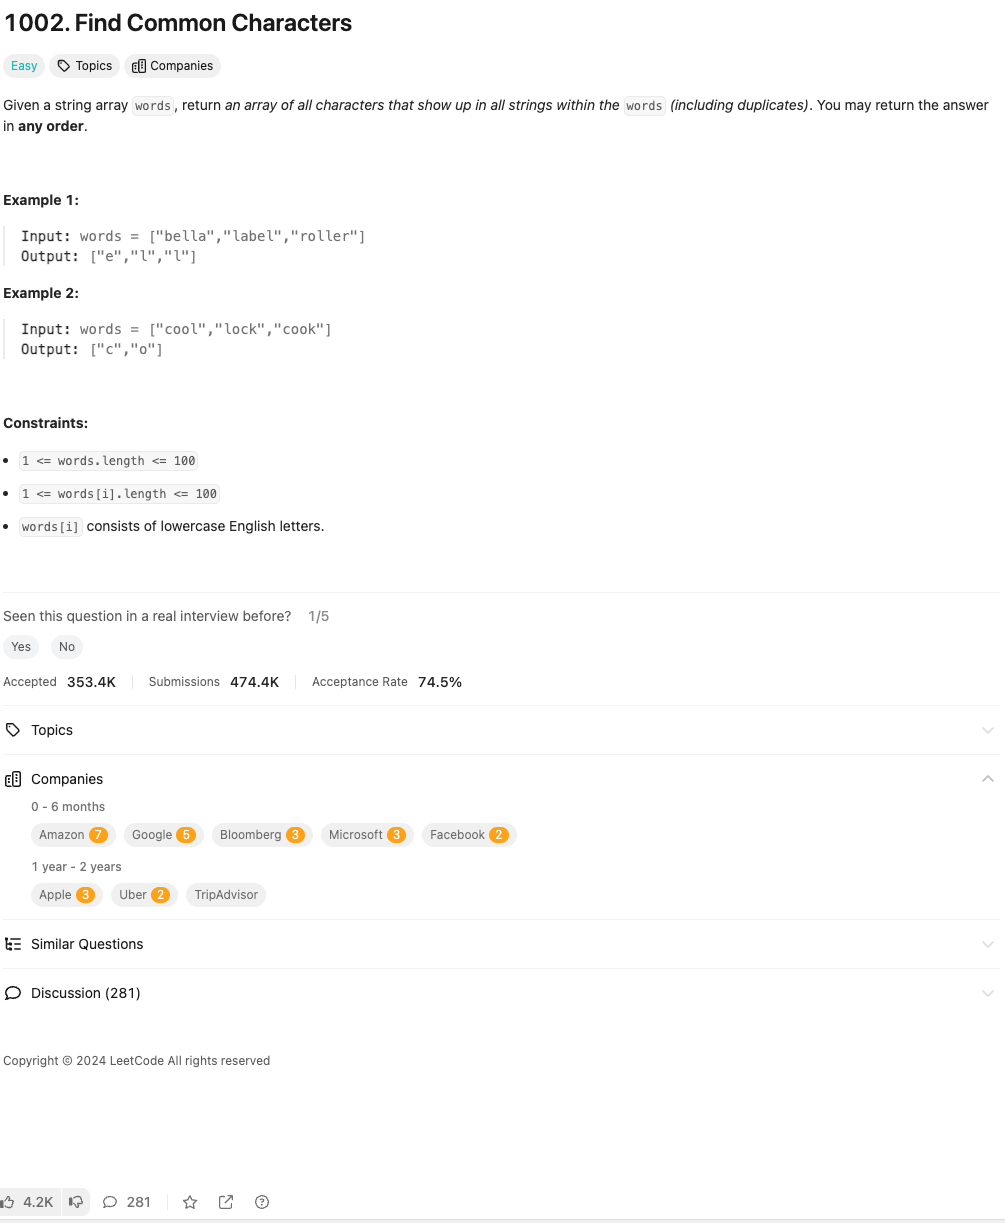 1002. Find Common Characters
Easy Topics Companies
Given a string array words, return an array of all characters that show up in all strings within the words (including duplicates). You may return the answer
in any order.
Example 1:
Input: words = ["bella","label","roller"]
Output: ["e","l","l"]
Example 2:
Input: words = ["cool","lock","cook"]
Output: ["c","o"]
Constraints:
• 1 <= words.length <= 100
• 1 <= words[i].length <= 100
• words[i] consists of lowercase English letters.
Seen this question in a real interview before? 1/5
Yes No
Accepted 353.4K Submissions 474.4K Acceptance Rate 74.5%
Topics
Companies
0 - 6 months
Amazon 7 Google 5 Bloomberg 3 Microsoft 3 Facebook 2
1 year - 2 years
Apple 3 Uber 2 TripAdvisor
Similar Questions
Discussion (281)
Copyright © 2024 LeetCode All rights reserved
4.2K 281